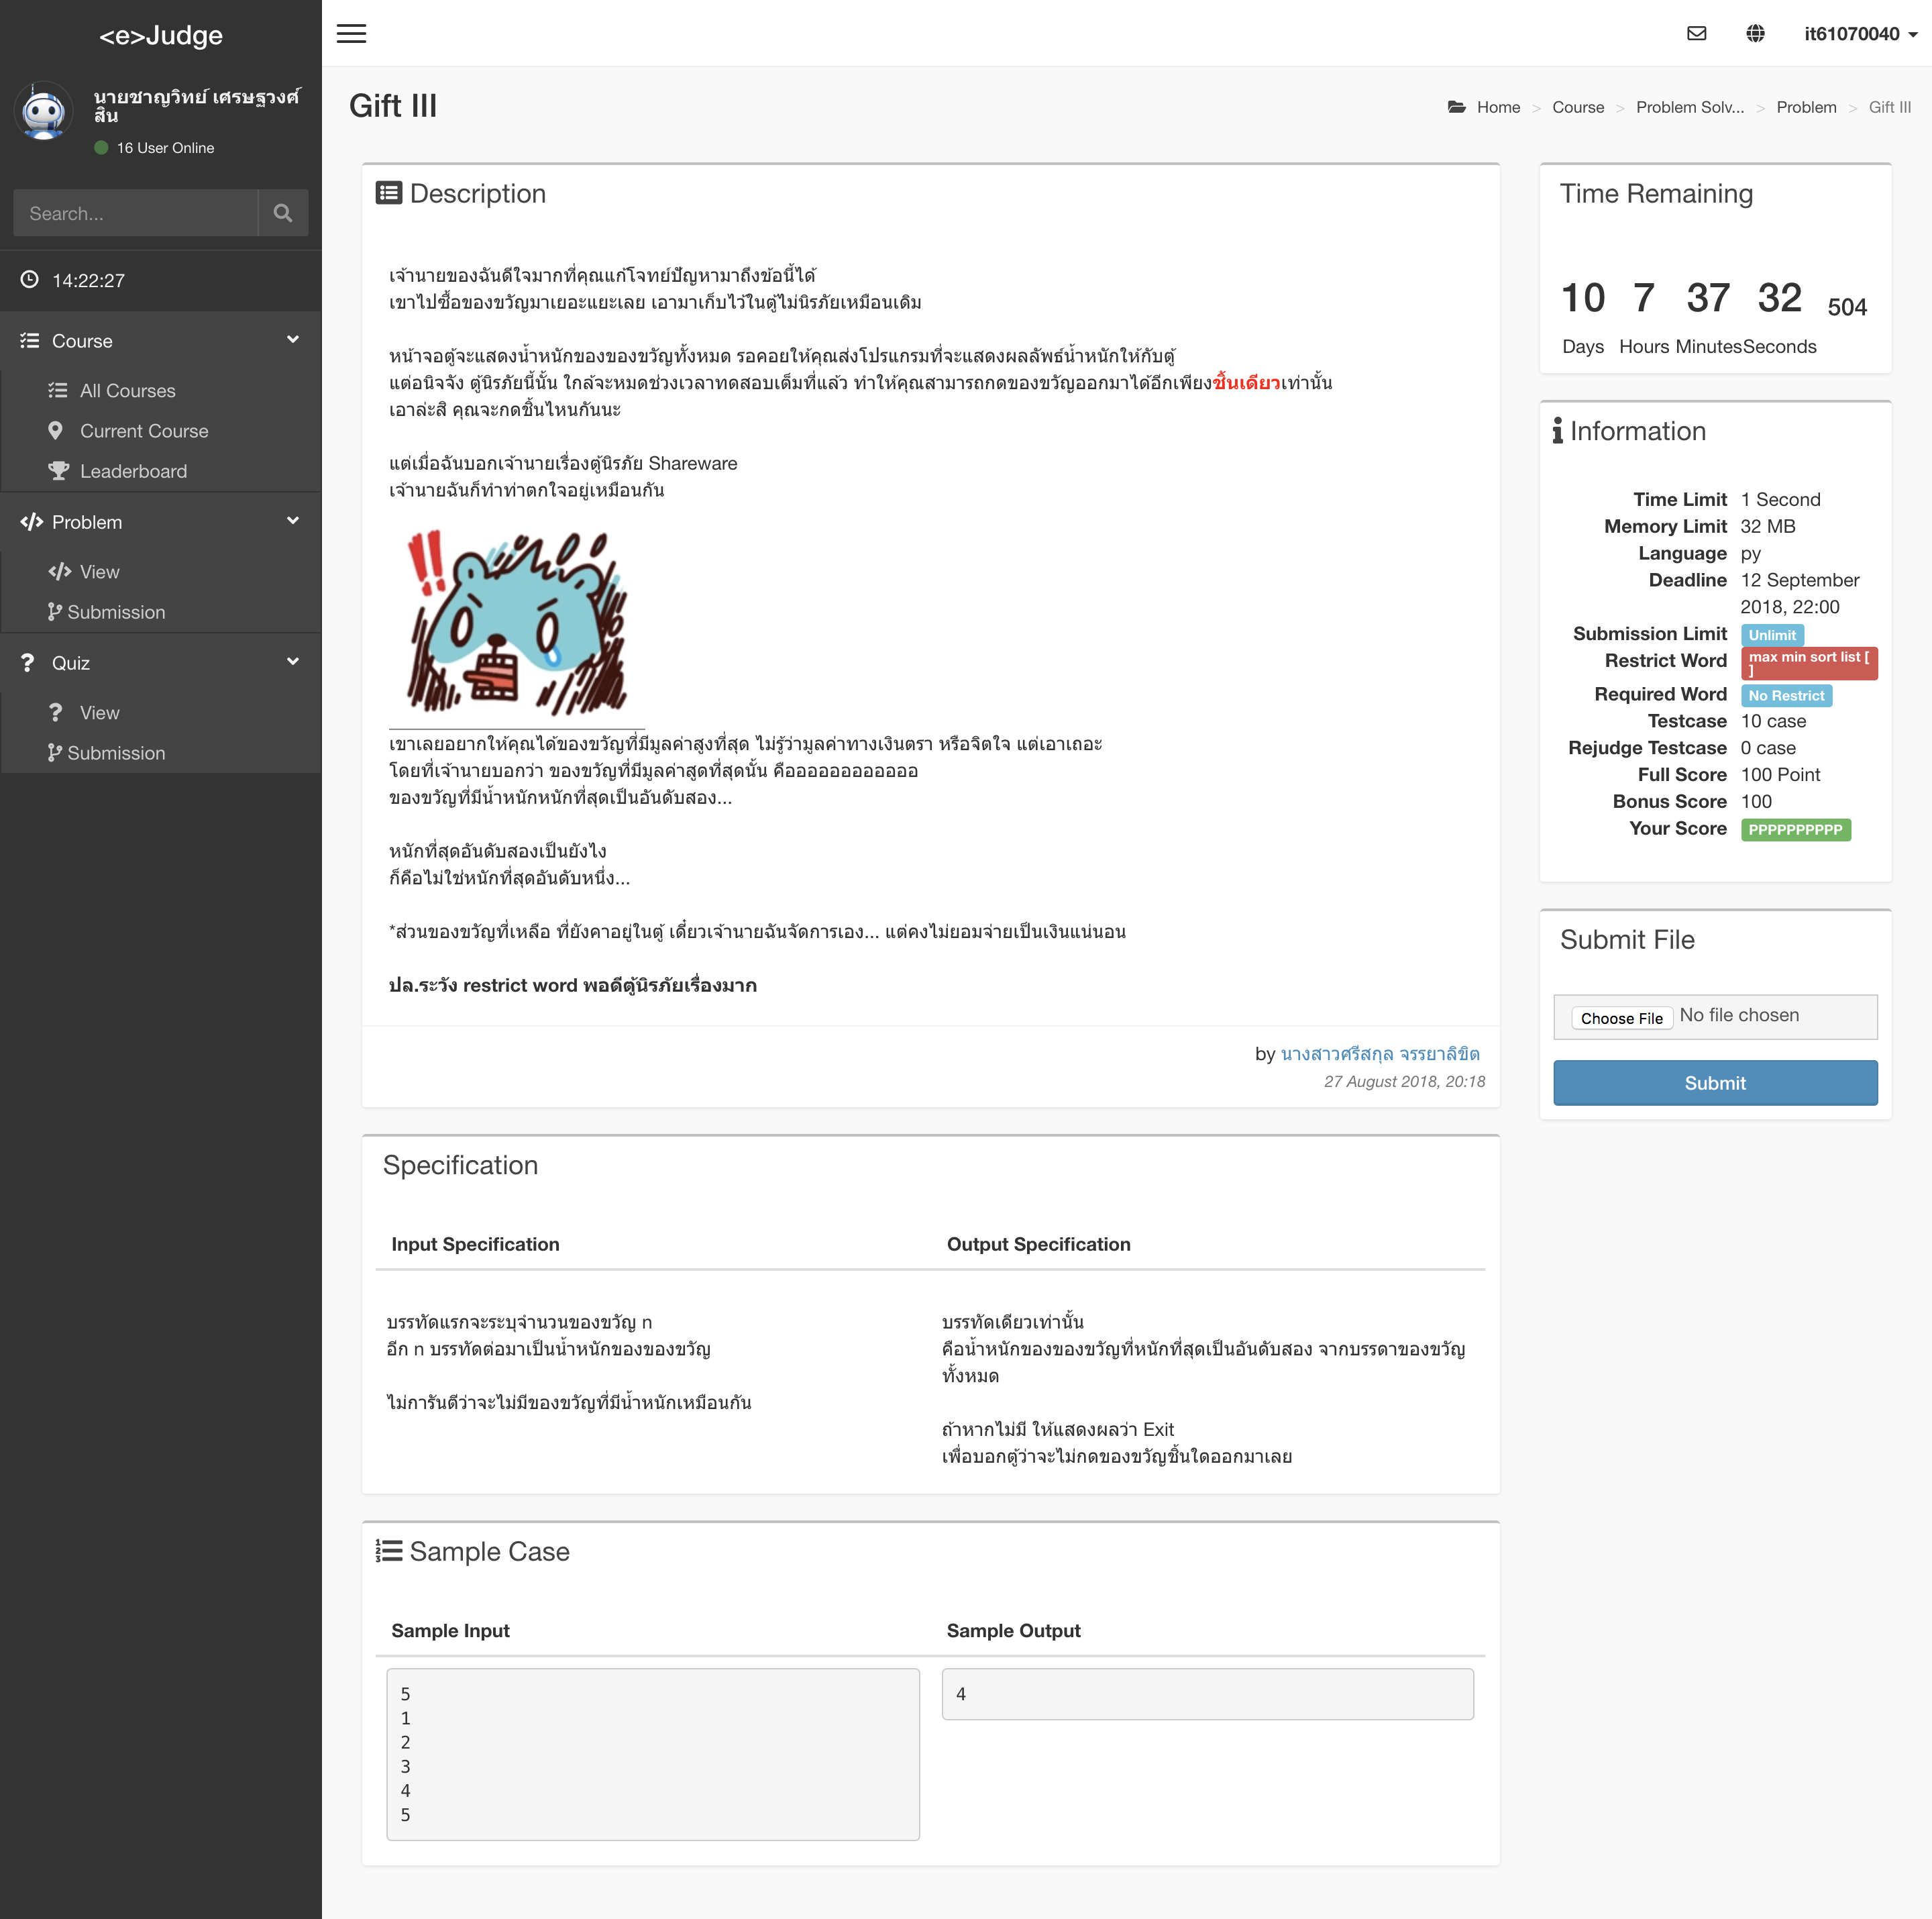 <e>Judge
นายชาญวิทย์ เศรษฐวงศ์
สิน
16 User Online
Search...
14:22:27
Course
All Courses
Current Course
Leaderboard
Problem
View
Submission
Quiz
View
Submission
it61070040
Gift III
Home > Course > Problem Solv... > Problem > Gift III
Description
เจ้านายของฉันดีใจมากที่คุณแก้โจทย์ปัญหามาถึงข้อนี้ได้
เขาไปซื้อของขวัญมาเยอะแยะเลย เอามาเก็บไว้ในตู้ไม่นิรภัยเหมือนเดิม
หน้าจอตู้จะแสดงน้ำหนักของของขวัญทั้งหมด รอคอยให้คุณส่งโปรแกรมที่จะแสดงผลลัพธ์น้ำหนักให้กับตู้
แต่อนิจจัง ตู้นิรภัยนี้นั้น ใกล้จะหมดช่วงเวลาทดสอบเต็มที่แล้ว ทำให้คุณสามารถกดของขวัญออกมาได้อีกเพียงชิ้นเดียวเท่านั้น
เอาล่ะสิ คุณจะกดชิ้นไหนกันนะ
แต่เมื่อฉันบอกเจ้านายเรื่องตู้นิรภัย Shareware
เจ้านายฉันก็ทำท่าตกใจอยู่เหมือนกัน
!!
เขาเลยอยากให้คุณได้ของขวัญที่มีมูลค่าสูงที่สุด ไม่รู้ว่ามูลค่าทางเงินตรา หรือจิตใจ แต่เอาเถอะ
โดยที่เจ้านายบอกว่า ของขวัญที่มีมูลค่าสูดที่สุดนั้น คืออออออออออออ
ของขวัญที่มีน้ำหนักหนักที่สุดเป็นอันดับสอง...
หนักที่สุดอันดับสองเป็นยังไง
ก็คือไม่ใช่หนักที่สุดอันดับหนึ่ง...
*ส่วนของขวัญที่เหลือ ที่ยังคาอยู่ในตู้ เดี๋ยวเจ้านายฉันจัดการเอง... แต่คงไม่ยอมจ่ายเป็นเงินแน่นอน
ปล.ระวัง restrict word พอดีตู้นิรภัยเรื่องมาก
by นางสาวศรีสกุล จรรยาลิขิต
27 August 2018, 20:18
Specification
Input Specification
Output Specification
บรรทัดแรกจะระบุจำนวนของขวัญ n
อีก n บรรทัดต่อมาเป็นน้ำหนักของของขวัญ
ไม่การันตีว่าจะไม่มีของขวัญที่มีน้ำหนักเหมือนกัน
บรรทัดเดียวเท่านั้น
คือน้ำหนักของของขวัญที่หนักที่สุดเป็นอันดับสอง จากบรรดาของขวัญ
ทั้งหมด
ถ้าหากไม่มี ให้แสดงผลว่า Exit
เพื่อบอกตู้ว่าจะไม่กดของขวัญชิ้นใดออกมาเลย
Sample Case
Sample Input
Sample Output
5
1
2
3
4
5
4
Time Remaining
10 7 37 32 504
Days Hours Minutes Seconds
Information
Time Limit 1 Second
Memory Limit 32 MB
Language py
Deadline 12 September
2018, 22:00
Submission Limit Unlimit
Restrict Word max min sort list [
]
Required Word No Restrict
Testcase 10 case
Rejudge Testcase 0 case
Full Score 100 Point
Bonus Score 100
Your Score PPPPPPPPPP
Submit File
Choose File No file chosen
Submit